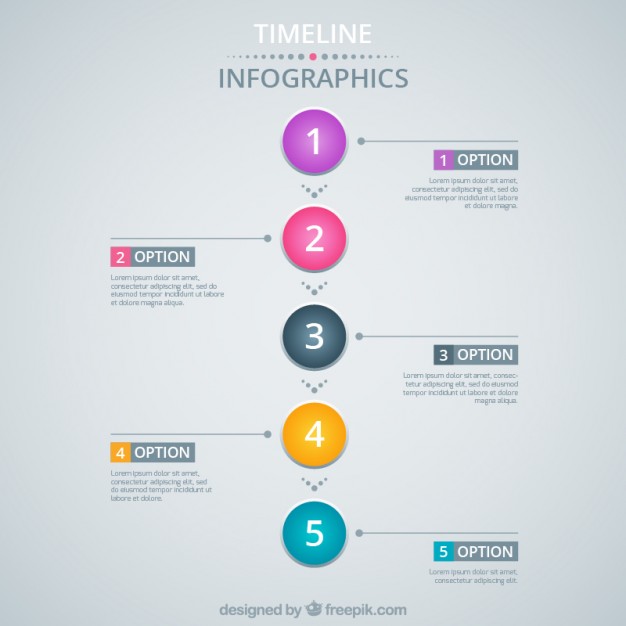 TIMELINE
INFOGRAPHICS
1
1 OPTION
Lorem ipsum dolor sit amet,
consectetur adipiscing elit, sed do
eiusmod tempor incididunt ut labore
et dolore magna.
2
2 OPTION
Lorem ipsum dolor sit amet,
consectetur adipiscing elit, sed do
eiusmod tempor incididunt ut labore
et dolore magna aliqua.
3
3 OPTION
Lorem ipsum dolor sit amet, consec-
tetur adipiscing elit, sed do eiusmod
tempor incididunt ut labore et dolore
magna aliqua.
4
4 OPTION
Lorem ipsum dolor sit amet,
consectetur adipiscing elit, sed do
eiusmod tempor incididunt ut
labore et dolore.
5
5 OPTION
Lorem ipsum dolor sit amet,
consectetur adipiscing elit.
designed by freepik.com